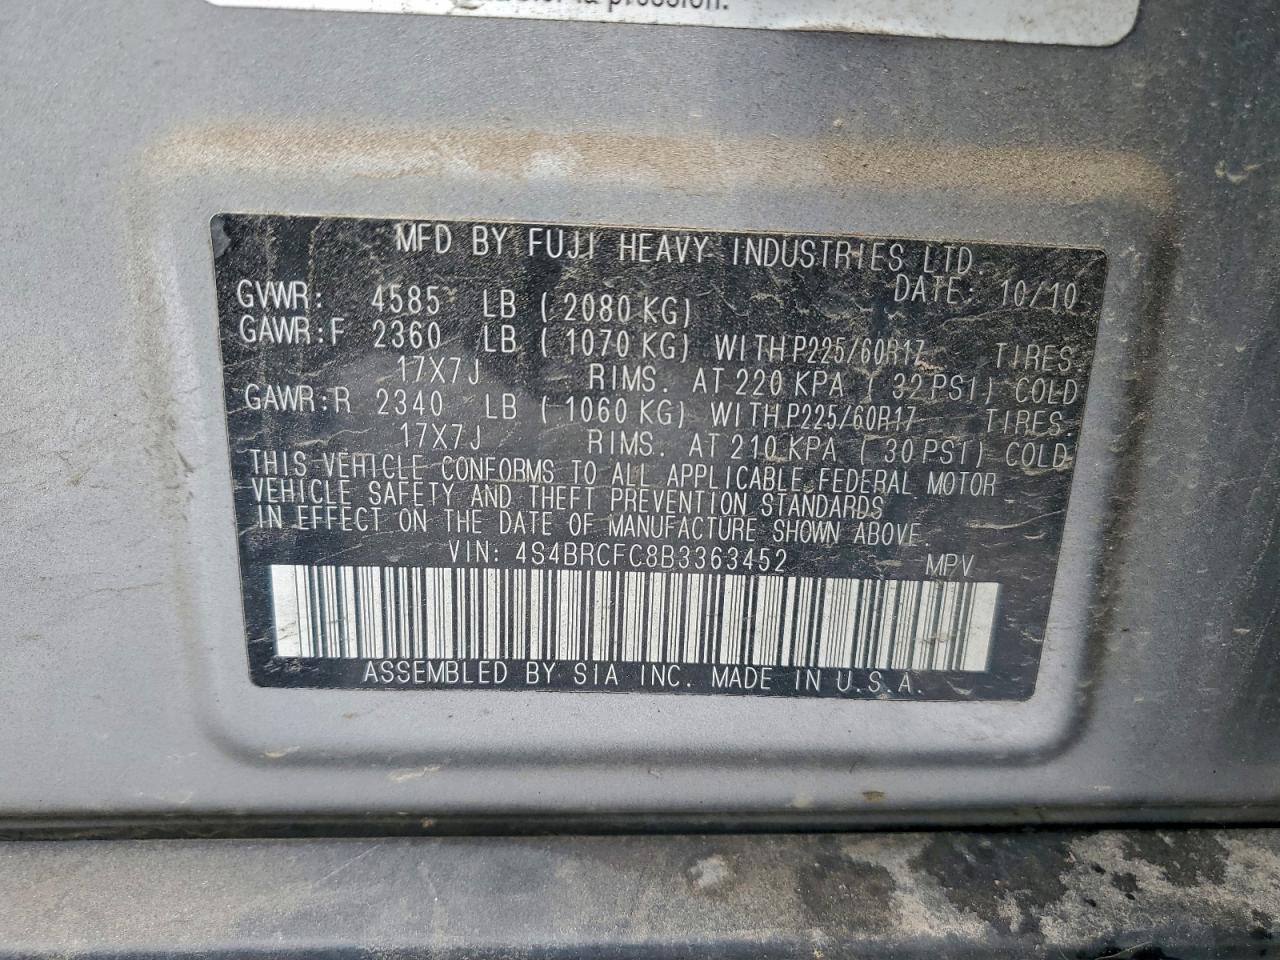 la pression.
MFD BY FUJI HEAVY INDUSTRIES LTD.
DATE: 10/10
GVWR: 4585 LB ( 2080 KG)
GAWR:F 2360 LB ( 1070 KG) WITH P225/60R17 TIRES.
17X7J RIMS. AT 220 KPA ( 32 PSI) COLD
GAWR:R 2340 LB ( 1060 KG) WITH P225/60R17 TIRES.
17X7J RIMS. AT 210 KPA ( 30 PSI) COLD
THIS VEHICLE CONFORMS TO ALL APPLICABLE FEDERAL MOTOR
VEHICLE SAFETY AND THEFT PREVENTION STANDARDS
IN EFFECT ON THE DATE OF MANUFACTURE SHOWN ABOVE.
VIN: 4S4BRCFC8B3363452 MPV
ASSEMBLED BY SIA INC. MADE IN U.S.A.